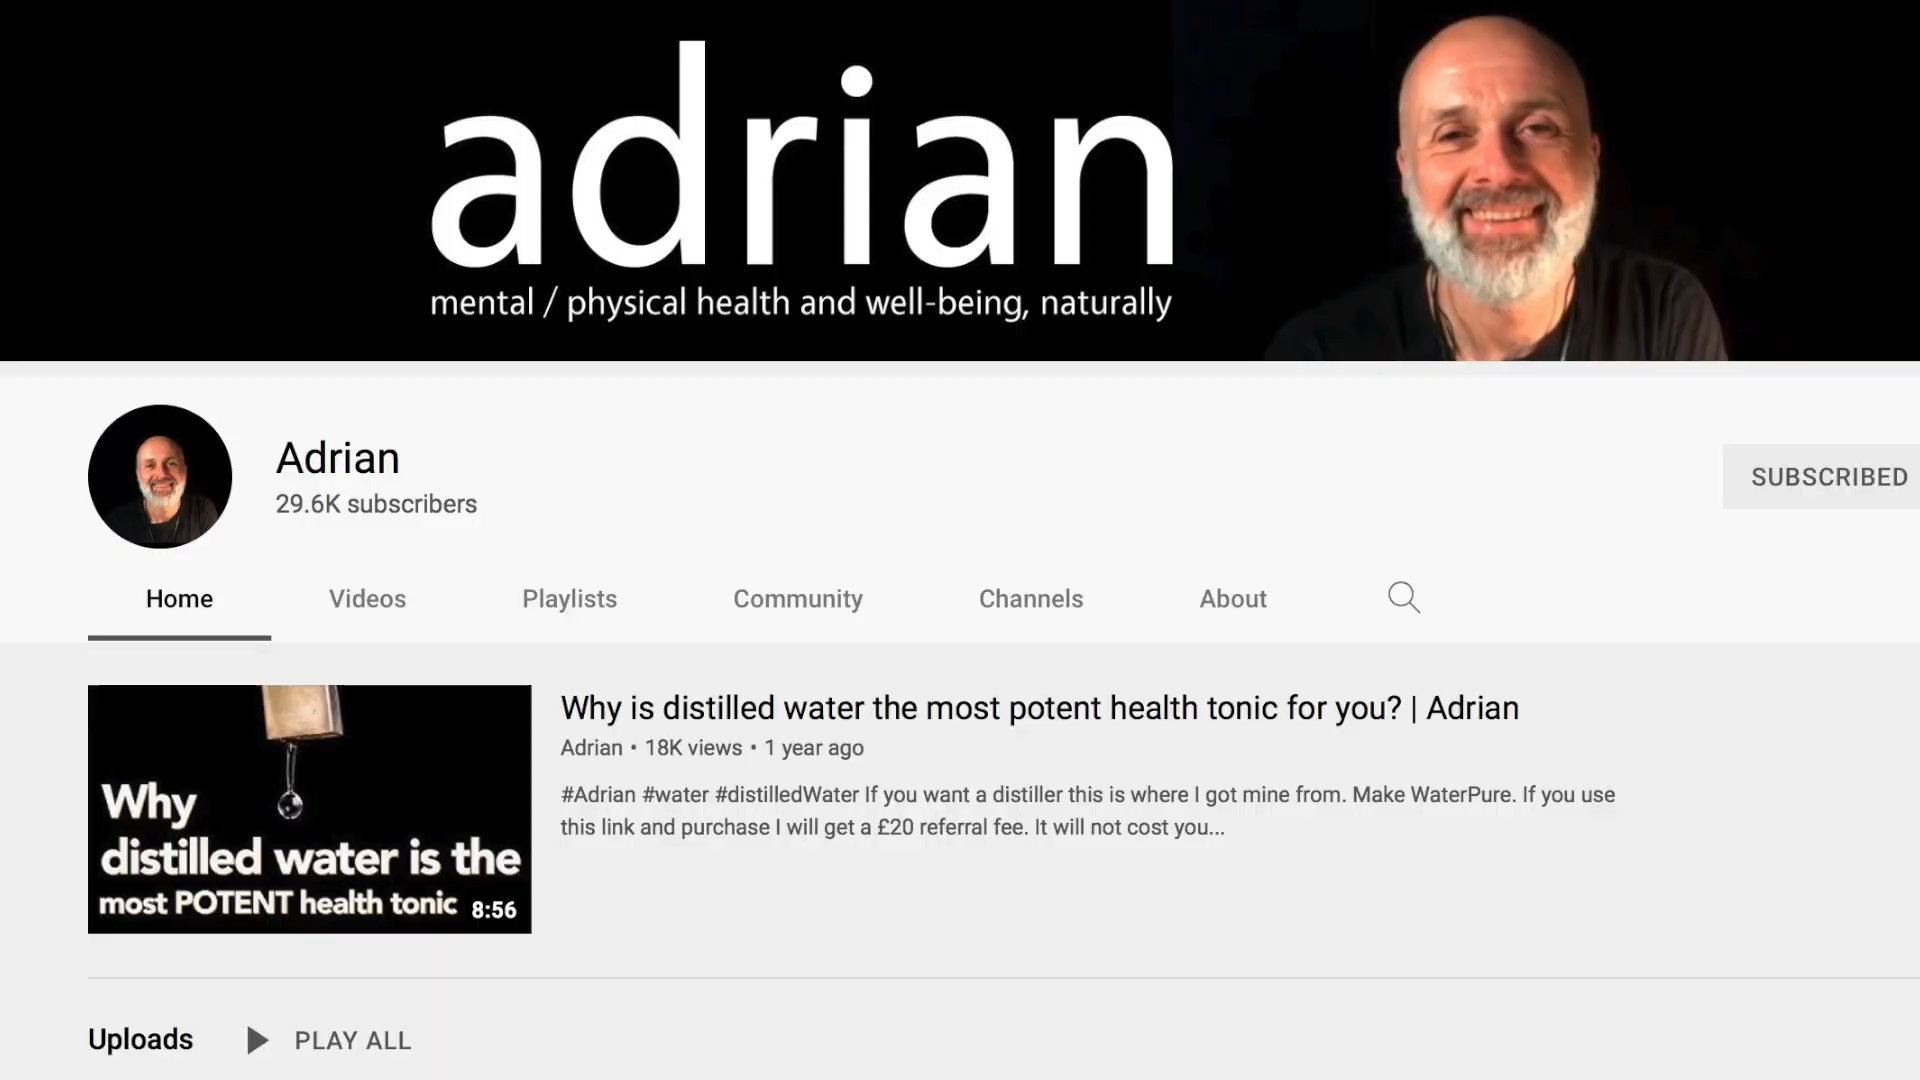 adrian
mental / physical health and well-being, naturally
Adrian
29.6K subscribers
SUBSCRIBED
Home
Videos
Playlists
Community
Channels
About
Why
distilled water is the
most POTENT health tonic
8:56
Why is distilled water the most potent health tonic for you? | Adrian
Adrian • 18K views • 1 year ago
#Adrian #water #distilledWater If you want a distiller this is where I got mine from. Make WaterPure. If you use
this link and purchase I will get a £20 referral fee. It will not cost you...
Uploads
PLAY ALL